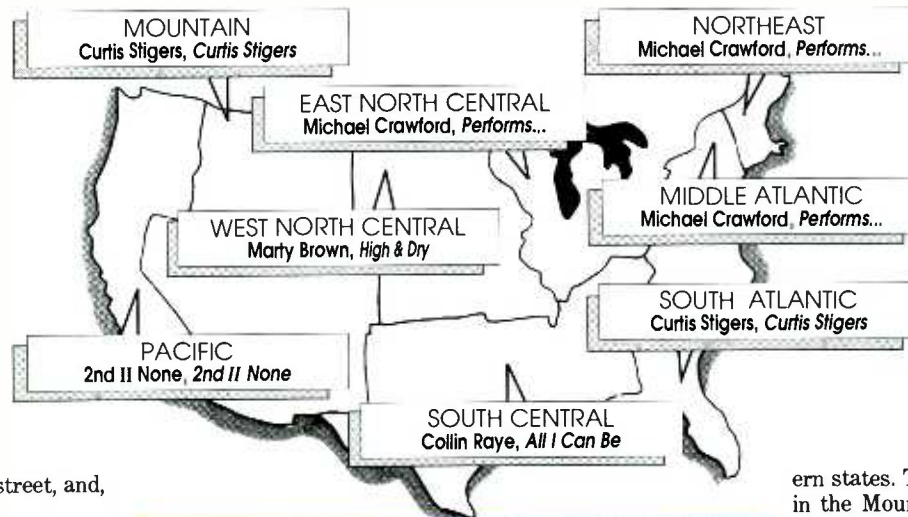 MOUNTAIN
Curtis Stigers, Curtis Stigers
NORTHEAST
Michael Crawford, Performs...
EAST NORTH CENTRAL
Michael Crawford, Performs...
MIDDLE ATLANTIC
Michael Crawford, Performs...
WEST NORTH CENTRAL
Marty Brown, High & Dry
SOUTH ATLANTIC
Curtis Stigers, Curtis Stigers
PACIFIC
2nd II None, 2nd II None
SOUTH CENTRAL
Collin Raye, All I Can Be
street, and,
ern states. T
in the Moun